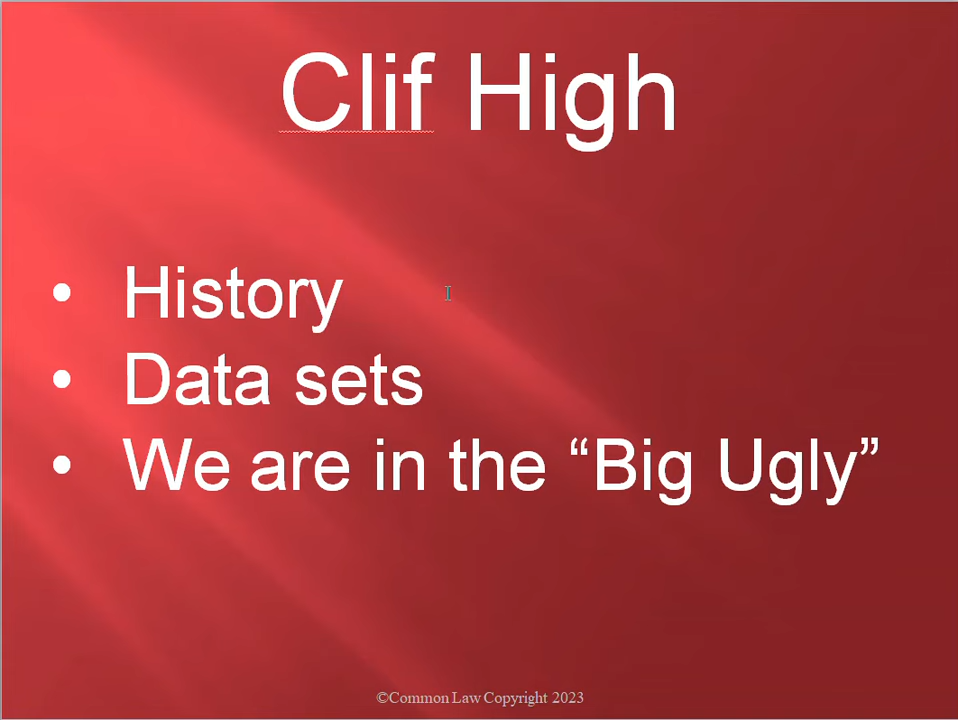 Clif High
• History
• Data sets
• We are in the “Big Ugly”
©Common Law Copyright 2023